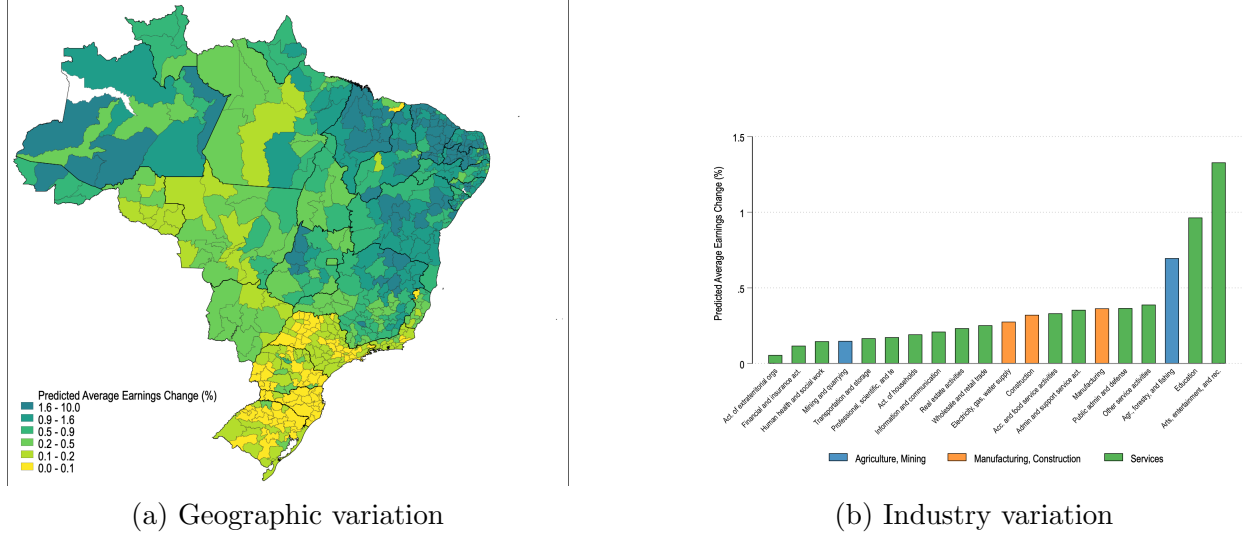 Predicted Average Earnings Change (%)
1.6 - 10.0
0.9 - 1.6
0.5 - 0.9
0.2 - 0.5
0.1 - 0.2
0.0 - 0.1
(a) Geographic variation
Predicted Average Earnings Change (%)
1.5
1
.5
0
Act. of extraterritorial orgs
Financial and insurance act.
Human health and social work
Mining and quarrying
Transportation and storage
Professional, scientific, and te
Act. of households
Information and communication
Real estate activities
Wholesale and retail trade
Electricity, gas, water supply
Construction
Acc. and food service activities
Admin and support service act.
Manufacturing
Public admin and defense
Other service activities
Agr., forestry, and fishing
Education
Arts, entertainment, and rec.
Agriculture, Mining
Manufacturing, Construction
Services
(b) Industry variation